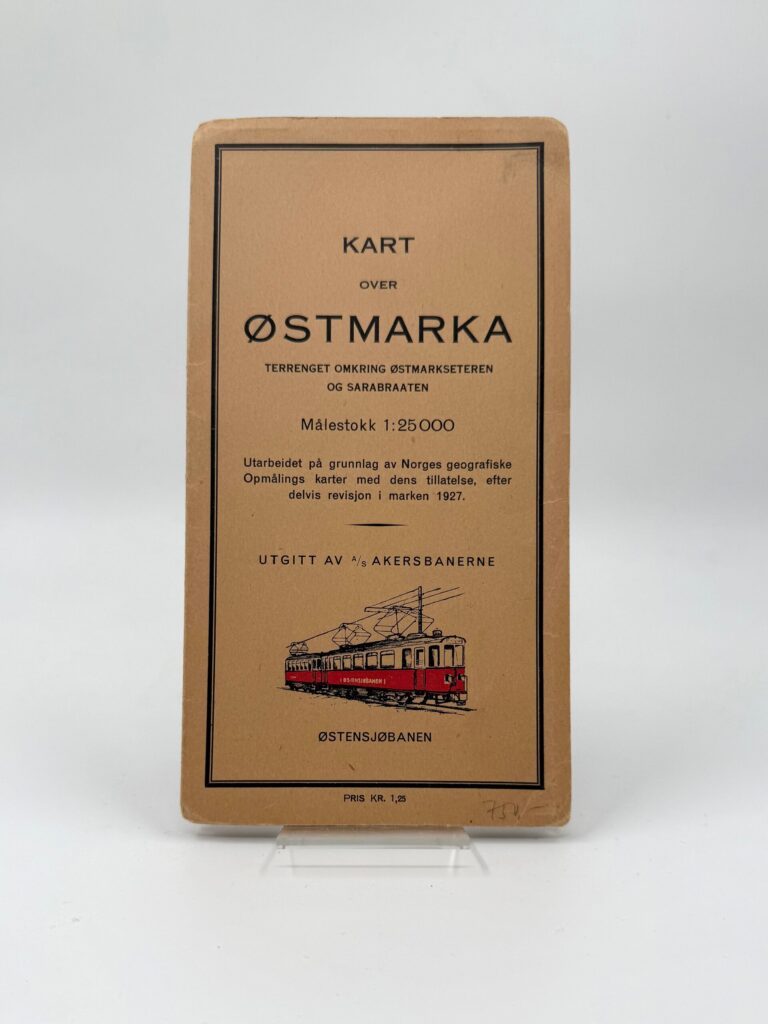 KART
OVER
ØSTMARKA
TERRENGET OMKRING ØSTMARKSETEREN
OG SARABRAATEN
Målestokk 1:25000
Utarbeidet på grunnlag av Norges geografiske
Opmålings karter med dens tillatelse, efter
delvis revisjon i marken 1927.
UTGITT AV A/S AKERSBANERNE
ØSTENSJØBANEN
ØSTENSJØBANEN
PRIS KR. 1,25